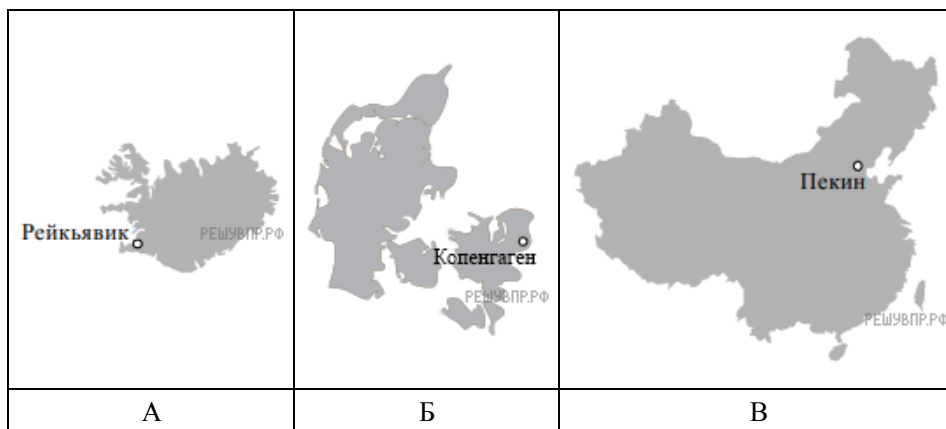 Рейкьявик
РЕШУВПР.РФ
Копенгаген
РЕШУВПР.РФ
Пекин
РЕШУВПР.РФ
А
Б
В